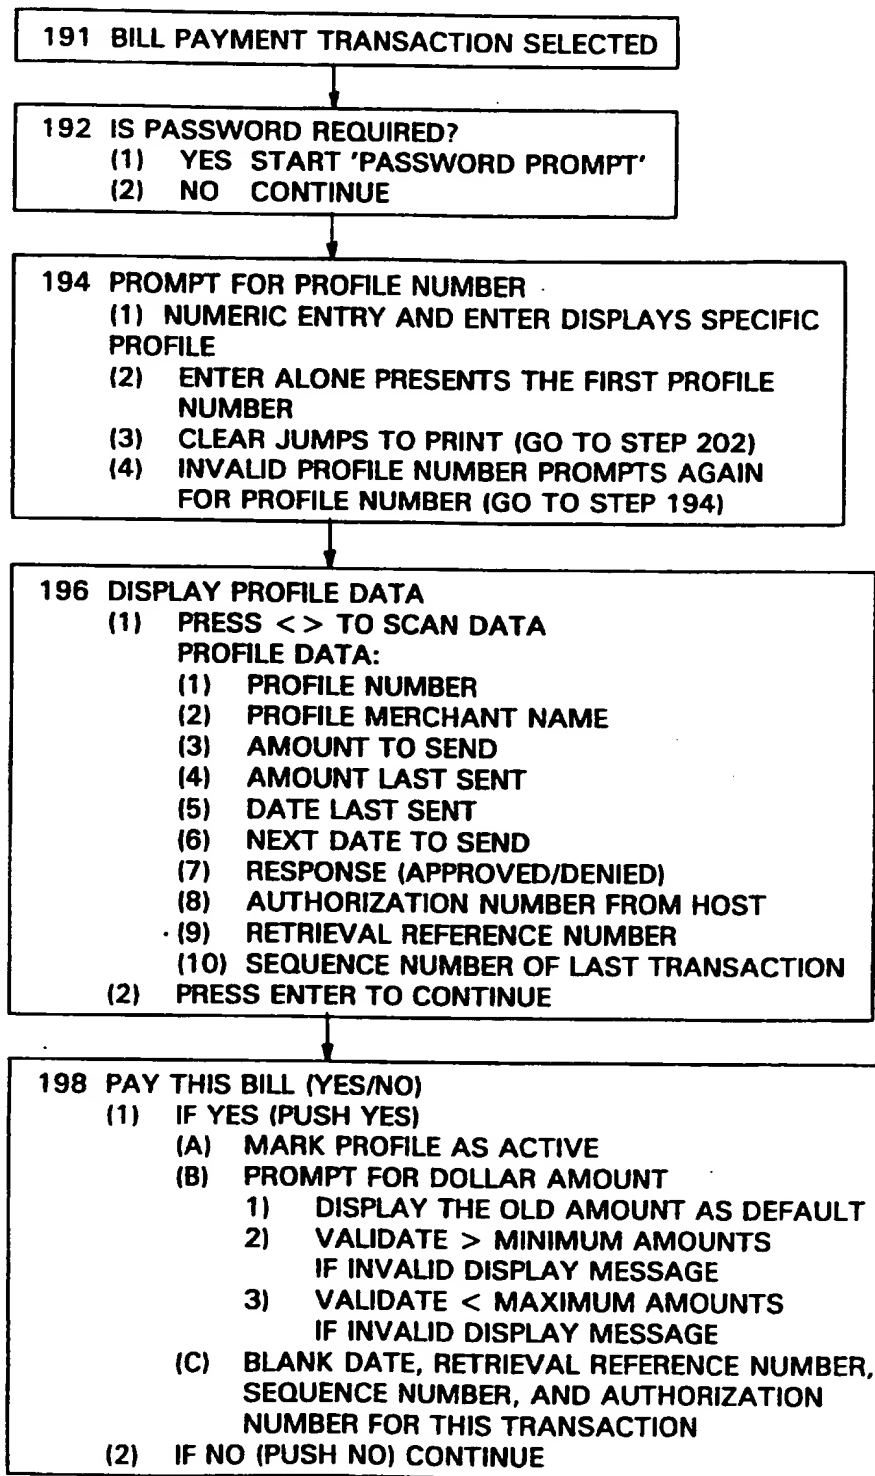 191 BILL PAYMENT TRANSACTION SELECTED
192 IS PASSWORD REQUIRED?
(1) YES START 'PASSWORD PROMPT'
(2) NO CONTINUE
194 PROMPT FOR PROFILE NUMBER
(1) NUMERIC ENTRY AND ENTER DISPLAYS SPECIFIC
PROFILE
(2) ENTER ALONE PRESENTS THE FIRST PROFILE
NUMBER
(3) CLEAR JUMPS TO PRINT (GO TO STEP 202)
(4) INVALID PROFILE NUMBER PROMPTS AGAIN
FOR PROFILE NUMBER (GO TO STEP 194)
196 DISPLAY PROFILE DATA
(1) PRESS < > TO SCAN DATA
PROFILE DATA:
(1) PROFILE NUMBER
(2) PROFILE MERCHANT NAME
(3) AMOUNT TO SEND
(4) AMOUNT LAST SENT
(5) DATE LAST SENT
(6) NEXT DATE TO SEND
(7) RESPONSE (APPROVED/DENIED)
(8) AUTHORIZATION NUMBER FROM HOST
(9) RETRIEVAL REFERENCE NUMBER
(10) SEQUENCE NUMBER OF LAST TRANSACTION
(2) PRESS ENTER TO CONTINUE
198 PAY THIS BILL (YES/NO)
(1) IF YES (PUSH YES)
(A) MARK PROFILE AS ACTIVE
(B) PROMPT FOR DOLLAR AMOUNT
1) DISPLAY THE OLD AMOUNT AS DEFAULT
2) VALIDATE > MINIMUM AMOUNTS
IF INVALID DISPLAY MESSAGE
3) VALIDATE < MAXIMUM AMOUNTS
IF INVALID DISPLAY MESSAGE
(C) BLANK DATE, RETRIEVAL REFERENCE NUMBER,
SEQUENCE NUMBER, AND AUTHORIZATION
NUMBER FOR THIS TRANSACTION
(2) IF NO (PUSH NO) CONTINUE